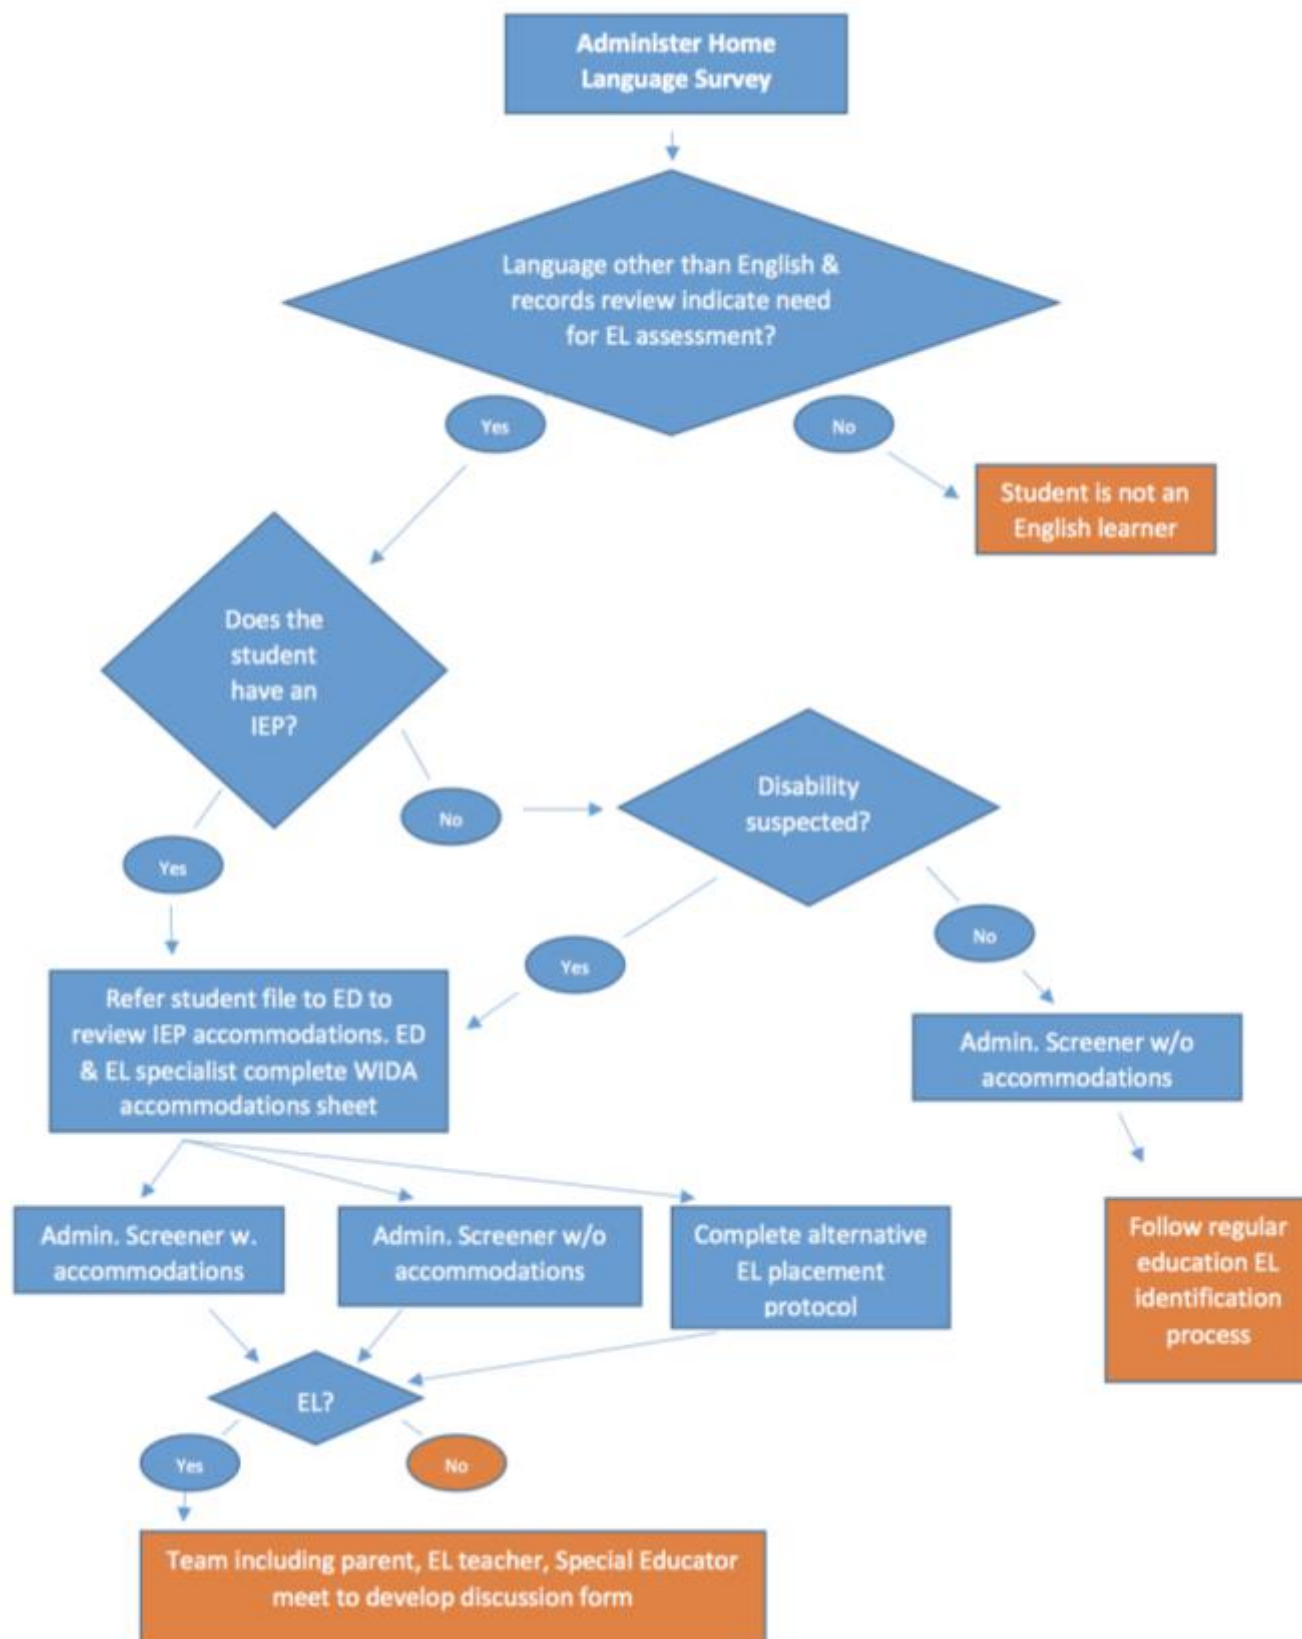 Administer Home
Language Survey
Language other than English &
records review indicate need
for EL assessment?
Yes
No
Student is not an
English learner
Does the
student
have an
IEP?
No
Yes
Disability
suspected?
Yes
No
Refer student file to ED to
review IEP accommodations. ED
& EL specialist complete WIDA
accommodations sheet
Admin. Screener w/o
accommodations
Admin. Screener w.
accommodations
Admin. Screener w/o
accommodations
Complete alternative
EL placement
protocol
Follow regular
education EL
identification
process
EL?
Yes
No
Team including parent, EL teacher, Special Educator
meet to develop discussion form